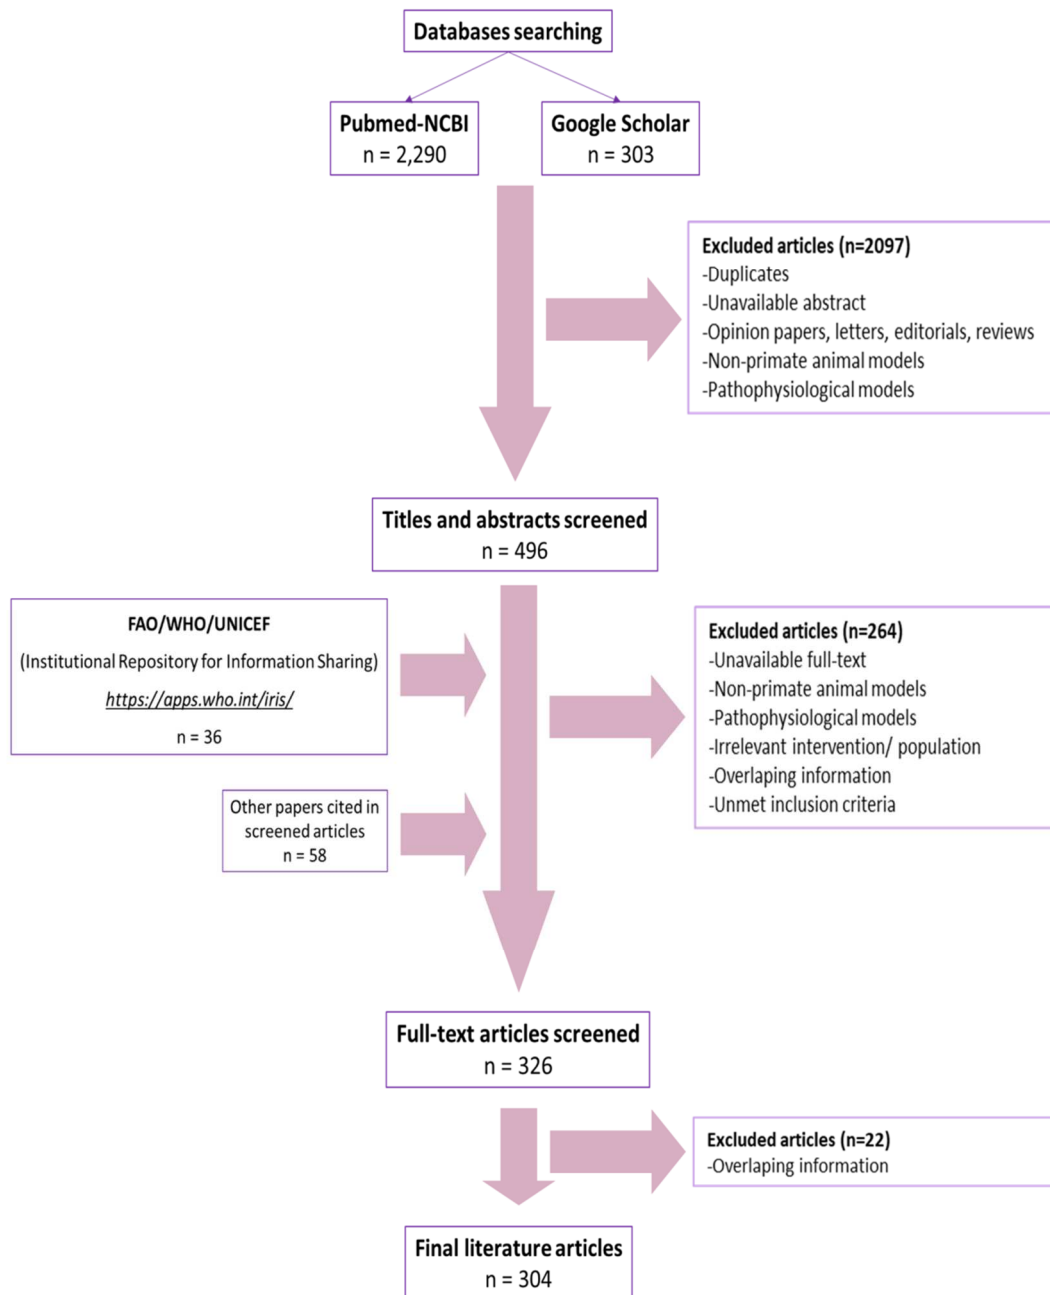 Databases searching
Pubmed-NCBI
n = 2,290
Google Scholar
n = 303
Excluded articles (n=2097)
-Duplicates
-Unavailable abstract
-Opinion papers, letters, editorials, reviews
-Non-primate animal models
-Pathophysiological models
Titles and abstracts screened
n = 496
FAO/WHO/UNICEF
(Institutional Repository for Information Sharing)
https://apps.who.int/iris/
n = 36
Other papers cited in
screened articles
n = 58
Excluded articles (n=264)
-Unavailable full-text
-Non-primate animal models
-Pathophysiological models
-Irrelevant intervention/ population
-Overlaping information
-Unmet inclusion criteria
Full-text articles screened
n = 326
Excluded articles (n=22)
-Overlaping information
Final literature articles
n = 304